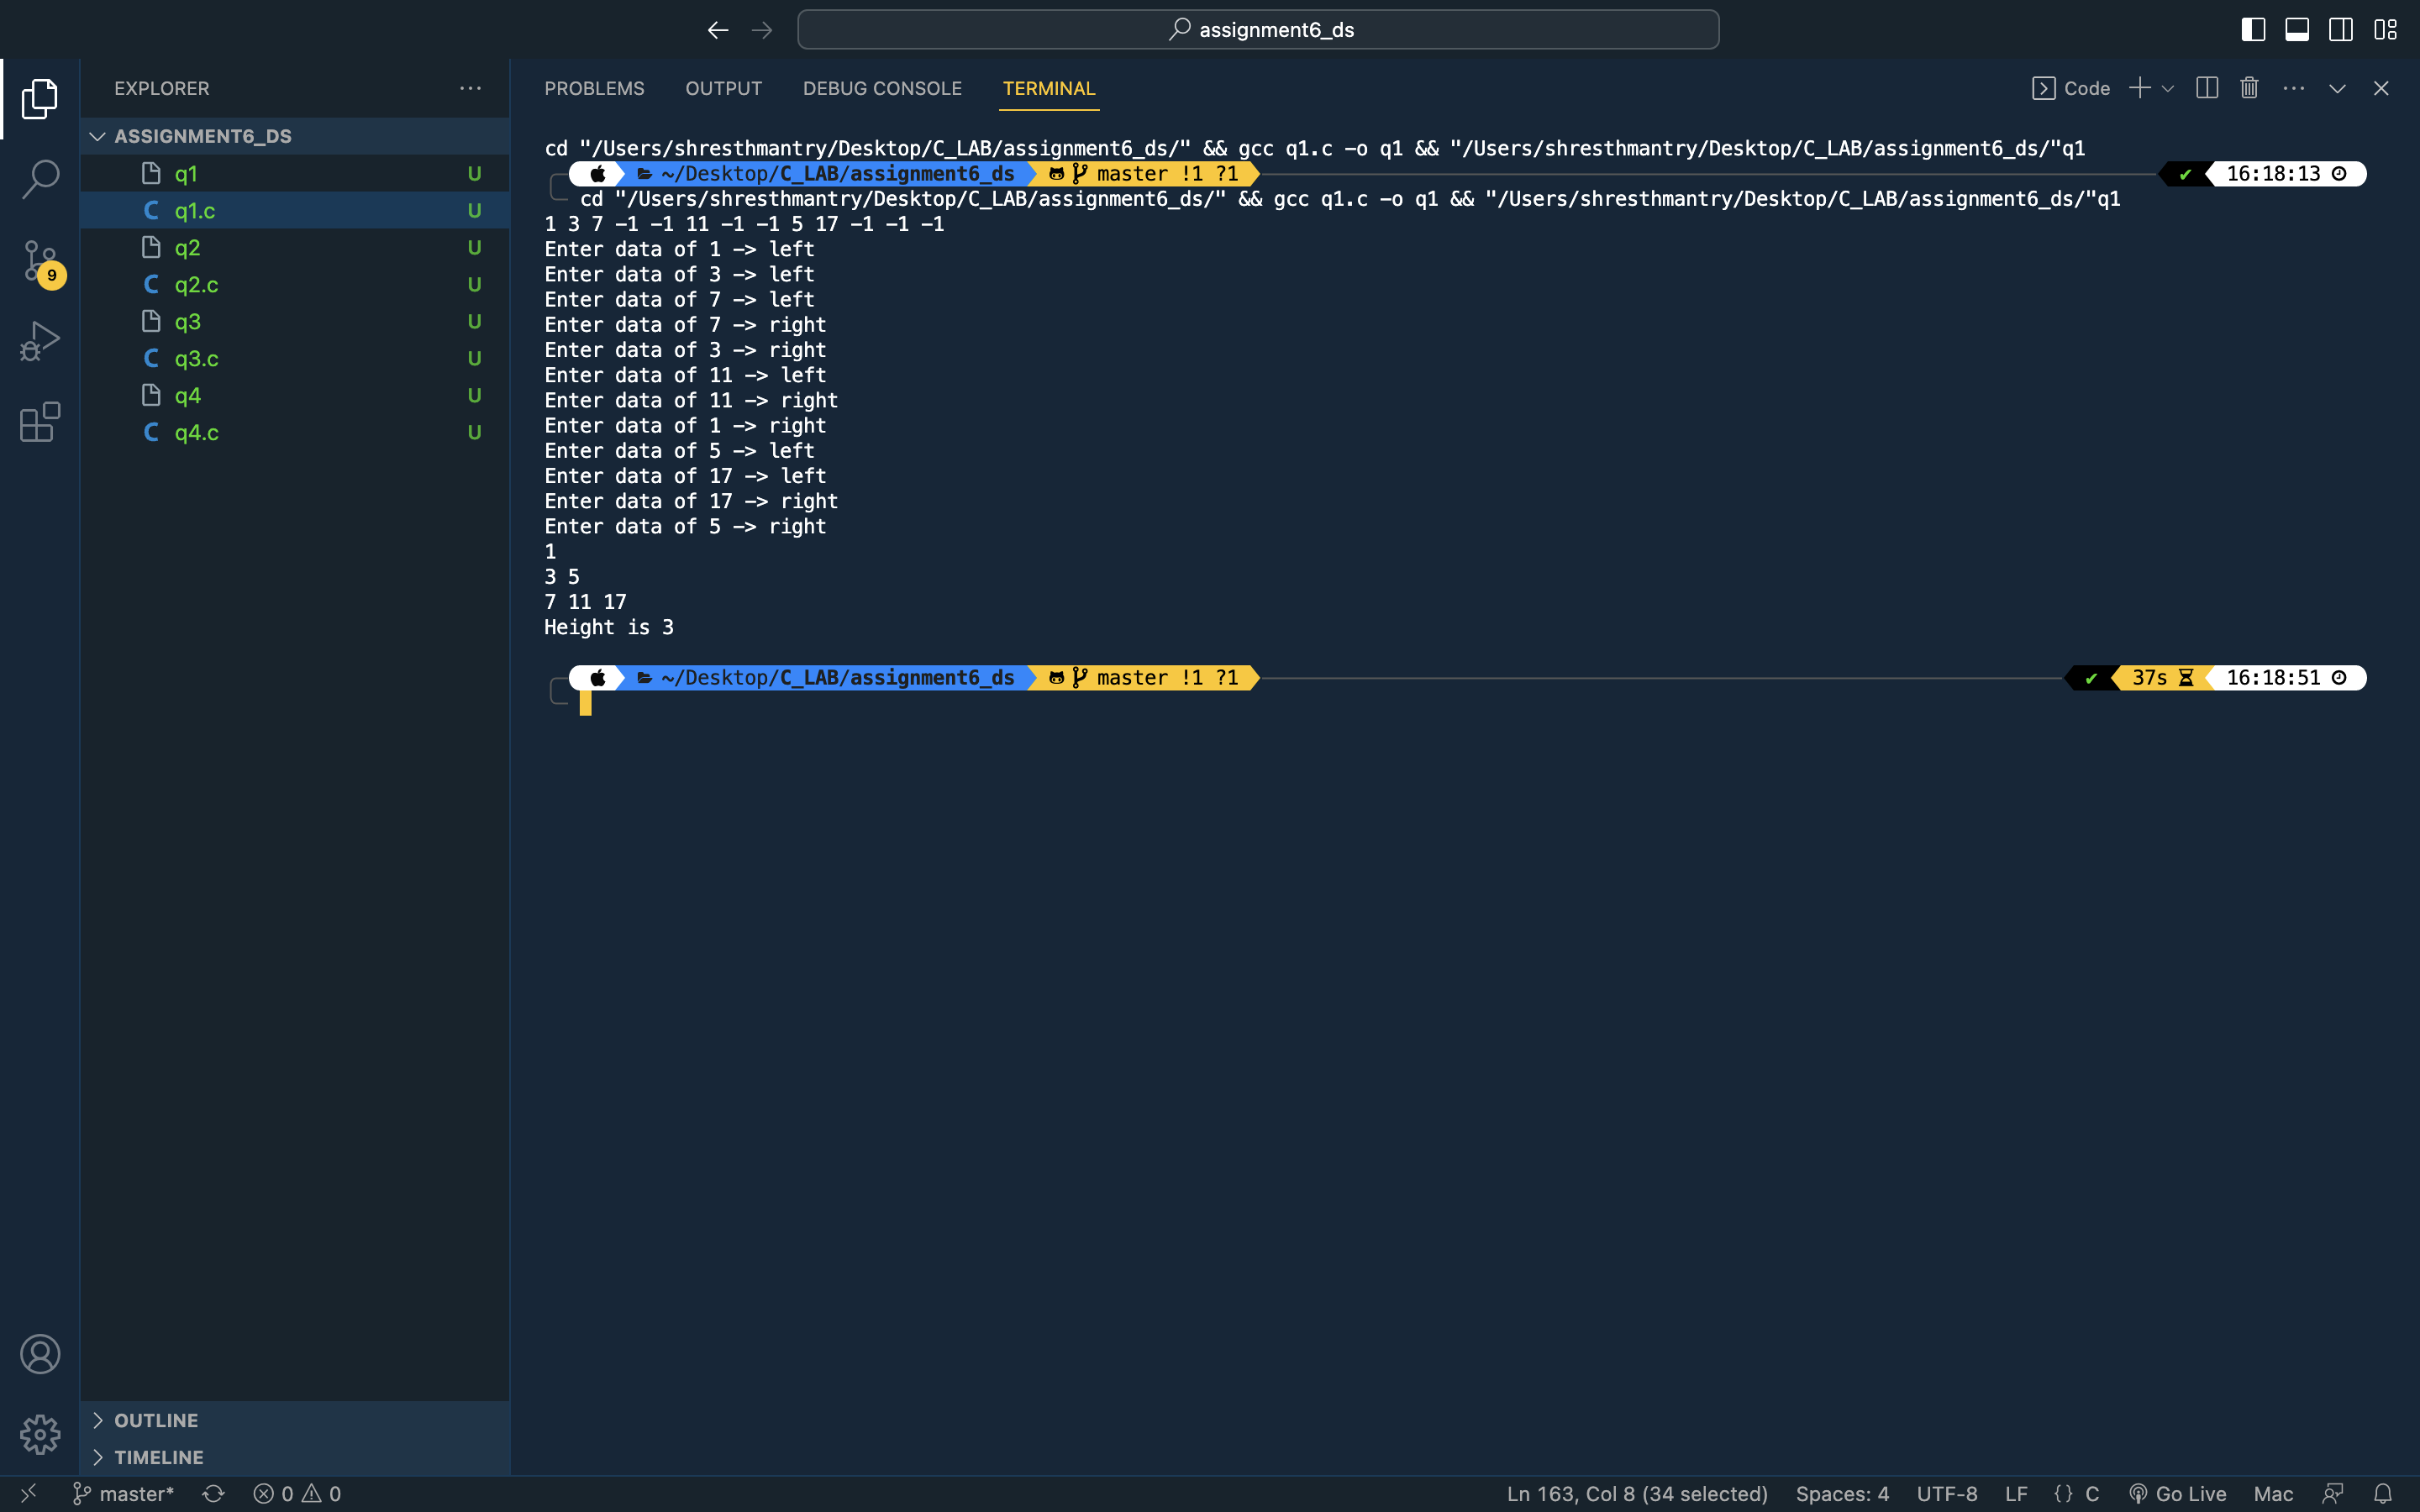 assignment6_ds
EXPLORER
ASSIGNMENT6_DS
q1 U
C q1.c U
q2 U
C q2.c U
q3 U
C q3.c U
q4 U
C q4.c U
9
OUTLINE
TIMELINE
PROBLEMS OUTPUT DEBUG CONSOLE TERMINAL
Code
cd "/Users/shresthmantry/Desktop/C_LAB/assignment6_ds/" && gcc q1.c -o q1 && "/Users/shresthmantry/Desktop/C_LAB/assignment6_ds/"q1
~/Desktop/C_LAB/assignment6_ds master !1 ?1 ✔ 16:18:13
cd "/Users/shresthmantry/Desktop/C_LAB/assignment6_ds/" && gcc q1.c -o q1 && "/Users/shresthmantry/Desktop/C_LAB/assignment6_ds/"q1
1 3 7 -1 -1 11 -1 -1 5 17 -1 -1 -1
Enter data of 1 -> left
Enter data of 3 -> left
Enter data of 7 -> left
Enter data of 7 -> right
Enter data of 3 -> right
Enter data of 11 -> left
Enter data of 11 -> right
Enter data of 1 -> right
Enter data of 5 -> left
Enter data of 17 -> left
Enter data of 17 -> right
Enter data of 5 -> right
1
3 5
7 11 17
Height is 3
~/Desktop/C_LAB/assignment6_ds master !1 ?1 ✔ 37s 16:18:51
master* 0 0 Ln 163, Col 8 (34 selected) Spaces: 4 UTF-8 LF {} C Go Live Mac